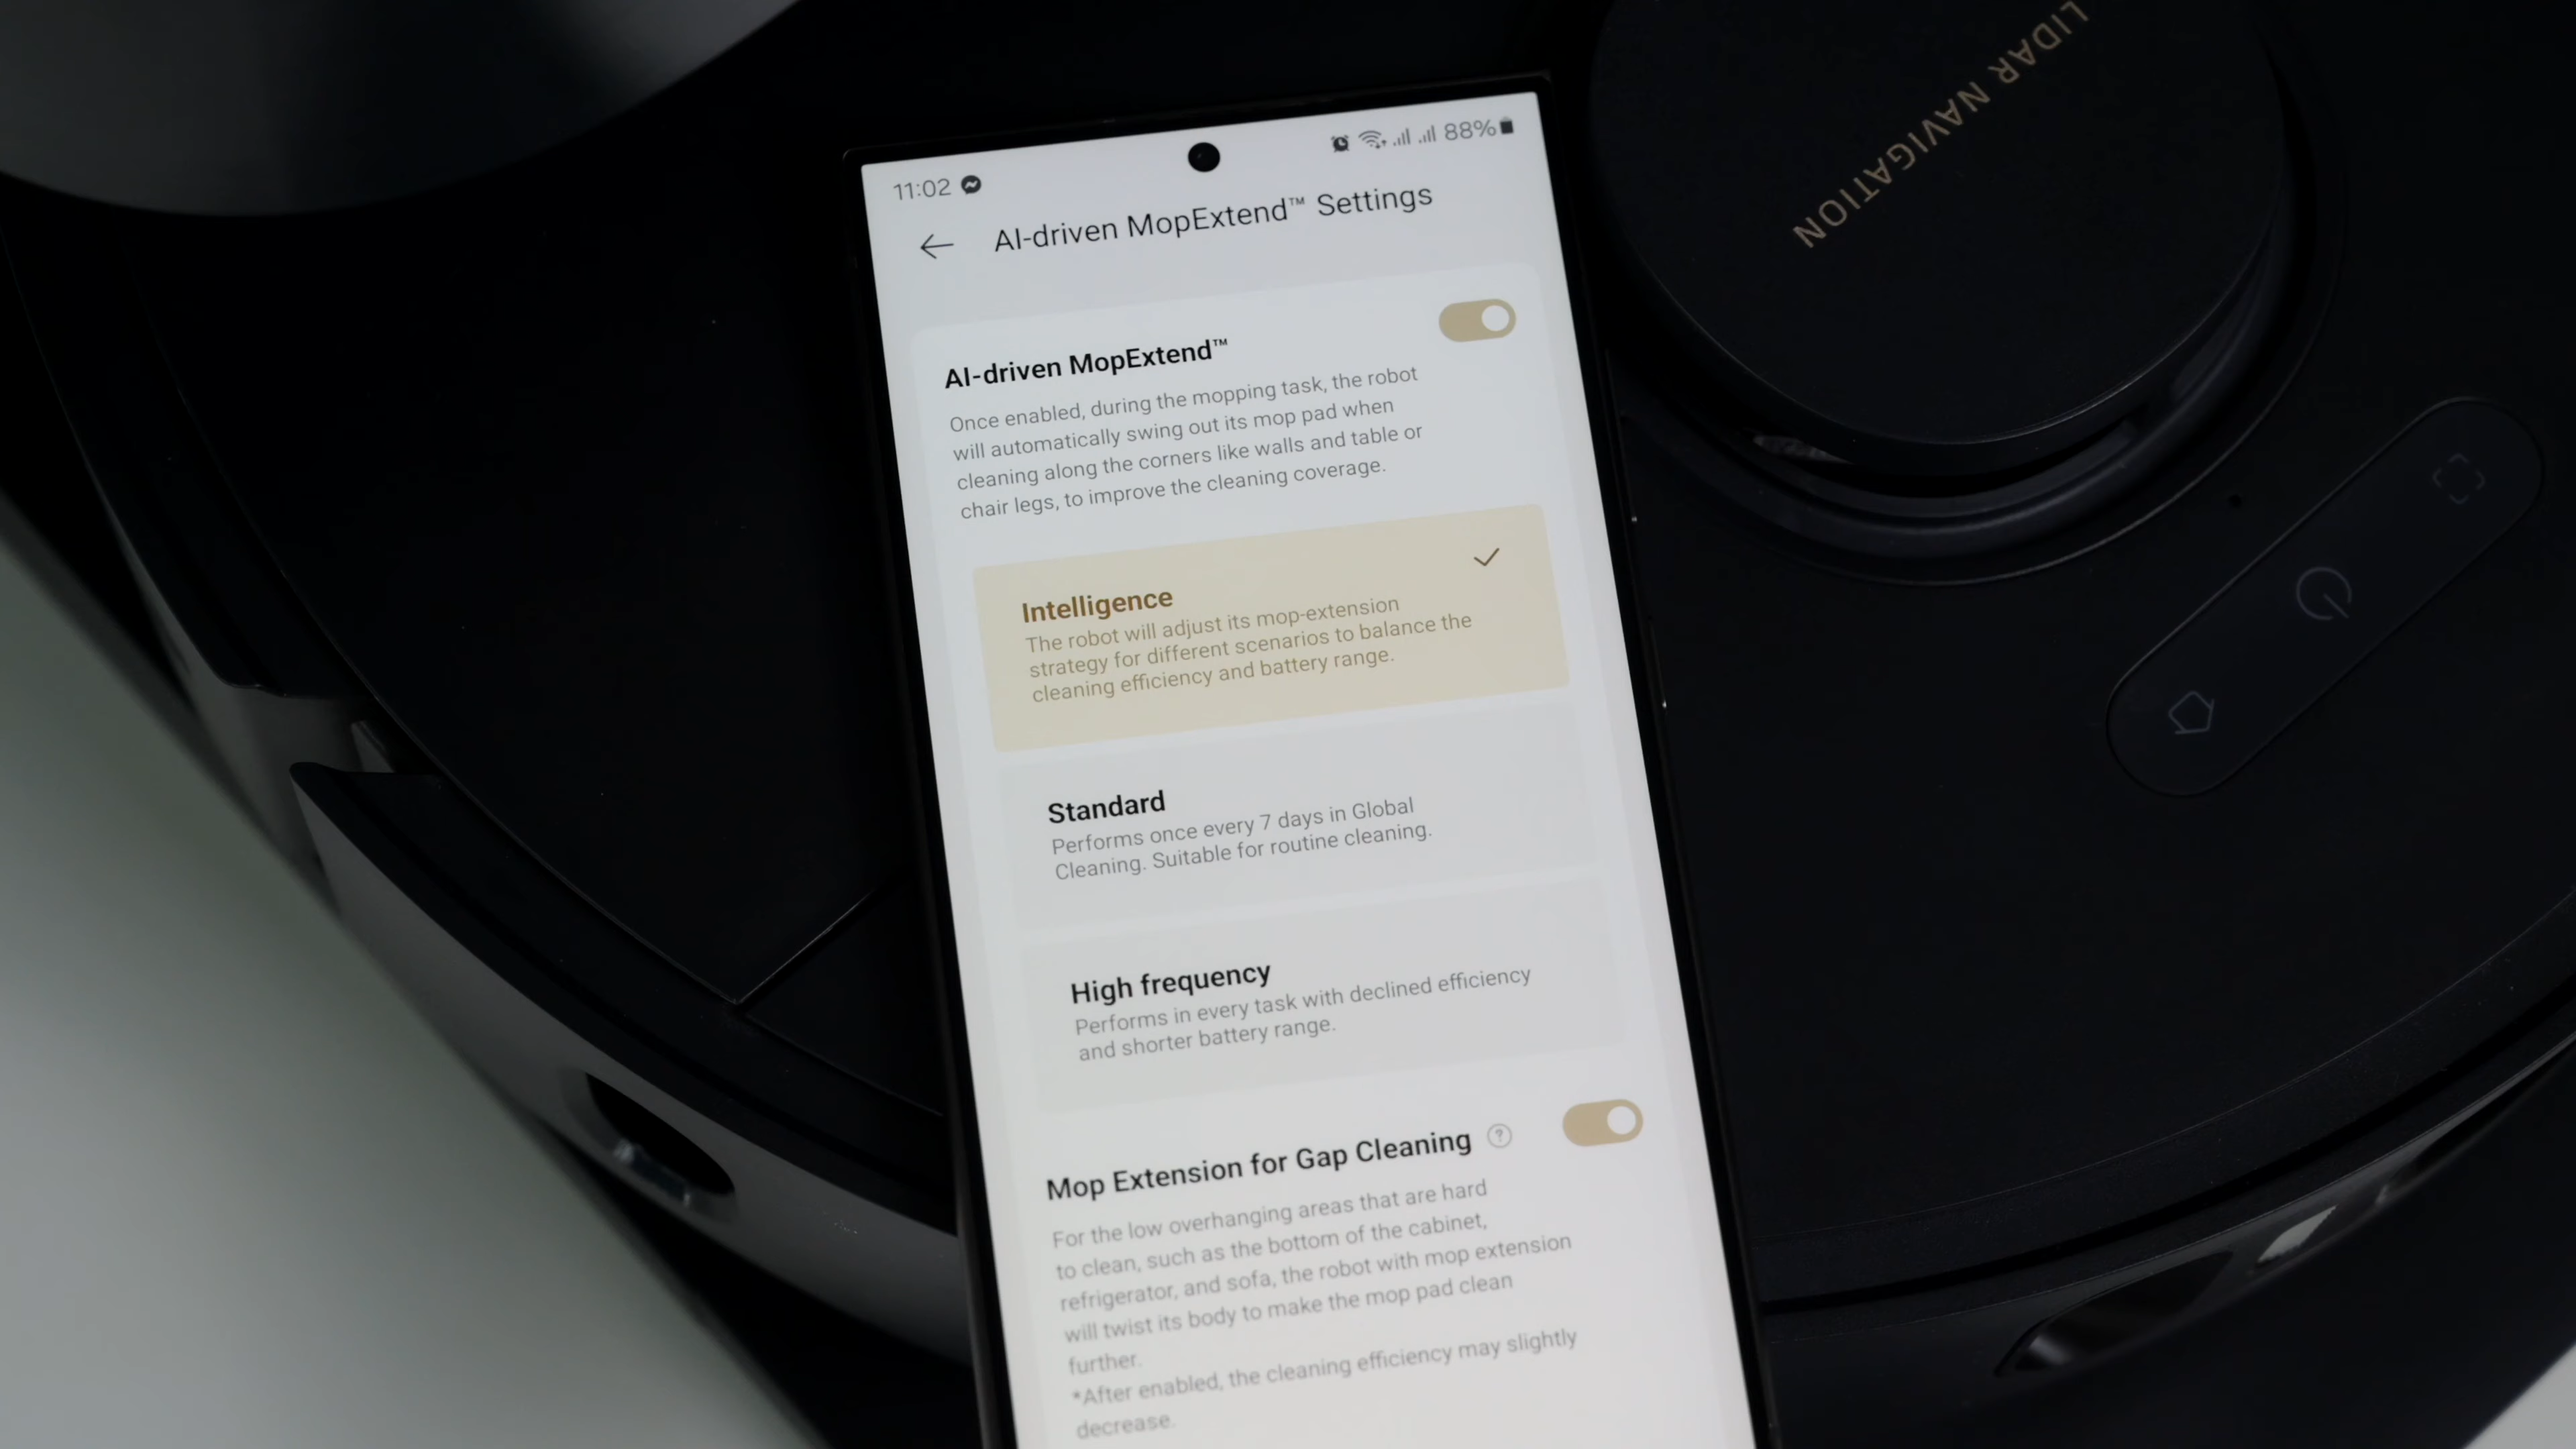 LIDAR NAVIGATION
11:02
88%
AI-driven MopExtend™ Settings
AI-driven MopExtend™
Once enabled, during the mopping task, the robot
will automatically swing out its mop pad when
cleaning along the corners like walls and table or
chair legs, to improve the cleaning coverage.
Intelligence
The robot will adjust its mop-extension
strategy for different scenarios to balance the
cleaning efficiency and battery range.
Standard
Performs once every 7 days in Global
Cleaning. Suitable for routine cleaning.
High frequency
Performs in every task with declined efficiency
and shorter battery range.
Mop Extension for Gap Cleaning ?
For the low overhanging areas that are hard
to clean, such as the bottom of the cabinet,
refrigerator, and sofa, the robot with mop extension
will twist its body to make the mop pad clean
further.
*After enabled, the cleaning efficiency may slightly
decrease.